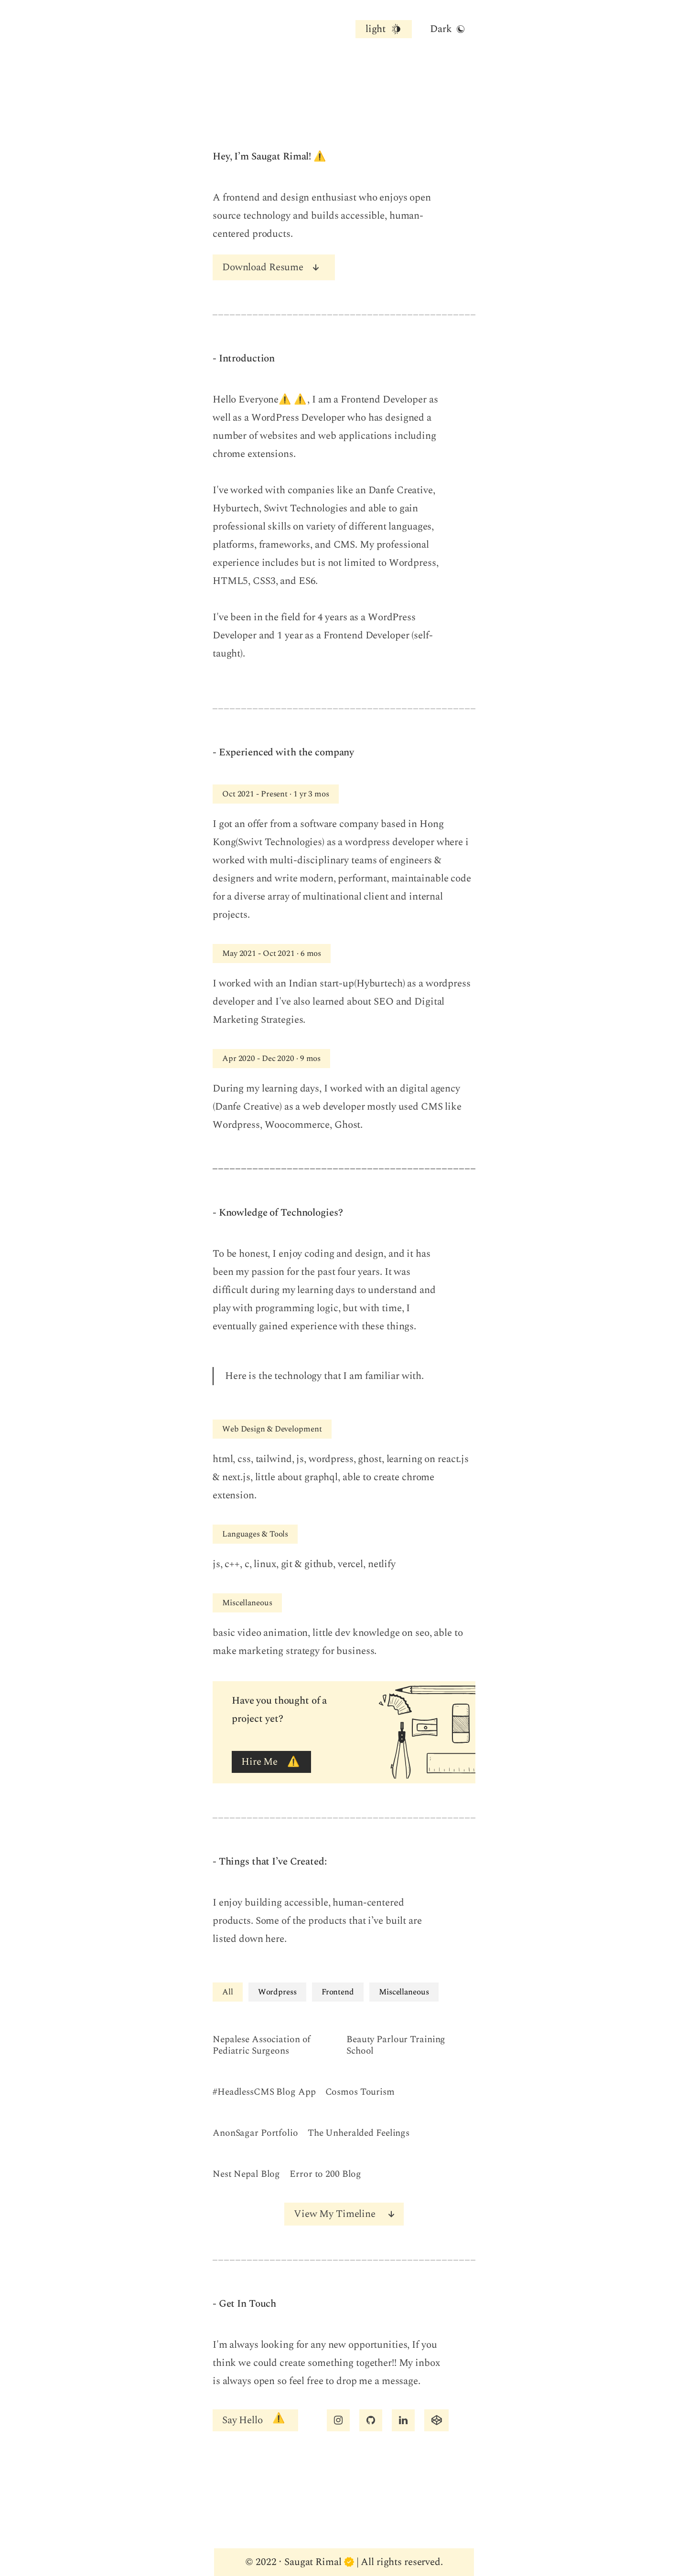 light Dark
Hey, I'm Saugat Rimal! ⚠️
A frontend and design enthusiast who enjoys open
source technology and builds accessible, human-
centered products.
Download Resume ↓
- Introduction
Hello Everyone⚠️ ⚠️, I am a Frontend Developer as
well as a WordPress Developer who has designed a
number of websites and web applications including
chrome extensions.
I've worked with companies like an Danfe Creative,
Hyburtech, Swivt Technologies and able to gain
professional skills on variety of different languages,
platforms, frameworks, and CMS. My professional
experience includes but is not limited to Wordpress,
HTML5, CSS3, and ES6.
I've been in the field for 4 years as a WordPress
Developer and 1 year as a Frontend Developer (self-
taught).
- Experienced with the company
Oct 2021 - Present · 1 yr 3 mos
I got an offer from a software company based in Hong
Kong(Swivt Technologies) as a wordpress developer where i
worked with multi-disciplinary teams of engineers &
designers and write modern, performant, maintainable code
for a diverse array of multinational client and internal
projects.
May 2021 - Oct 2021 · 6 mos
I worked with an Indian start-up(Hyburtech) as a wordpress
developer and I've also learned about SEO and Digital
Marketing Strategies.
Apr 2020 - Dec 2020 · 9 mos
During my learning days, I worked with an digital agency
(Danfe Creative) as a web developer mostly used CMS like
Wordpress, Woocommerce, Ghost.
- Knowledge of Technologies?
To be honest, I enjoy coding and design, and it has
been my passion for the past four years. It was
difficult during my learning days to understand and
play with programming logic, but with time, I
eventually gained experience with these things.
Here is the technology that I am familiar with.
Web Design & Development
html, css, tailwind, js, wordpress, ghost, learning on react.js
& next.js, little about graphql, able to create chrome
extension.
Languages & Tools
js, c++, c, linux, git & github, vercel, netlify
Miscellaneous
basic video animation, little dev knowledge on seo, able to
make marketing strategy for business.
Have you thought of a
project yet?
Hire Me ⚠️
- Things that I've Created:
I enjoy building accessible, human-centered
products. Some of the products that i've built are
listed down here.
All Wordpress Frontend Miscellaneous
Nepalese Association of
Pediatric Surgeons
Beauty Parlour Training
School
#HeadlessCMS Blog App Cosmos Tourism
AnonSagar Portfolio The Unheralded Feelings
Nest Nepal Blog Error to 200 Blog
View My Timeline ↓
- Get In Touch
I'm always looking for any new opportunities, If you
think we could create something together!! My inbox
is always open so feel free to drop me a message.
Say Hello ⚠️
© 2022 · Saugat Rimal | All rights reserved.